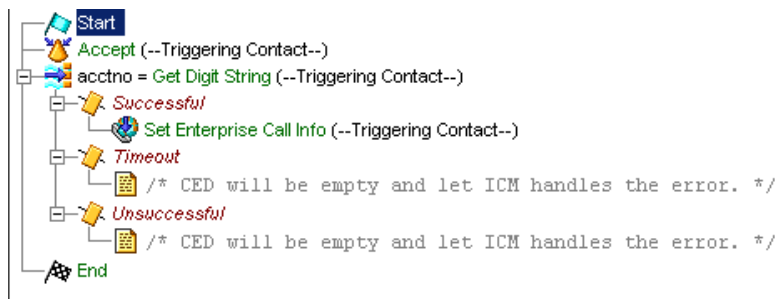 Start
Accept (--Triggering Contact--)
acctno = Get Digit String (--Triggering Contact--)
Successful
Set Enterprise Call Info (--Triggering Contact--)
Timeout
/* CED will be empty and let ICM handles the error. */
Unsuccessful
/* CED will be empty and let ICM handles the error. */
End